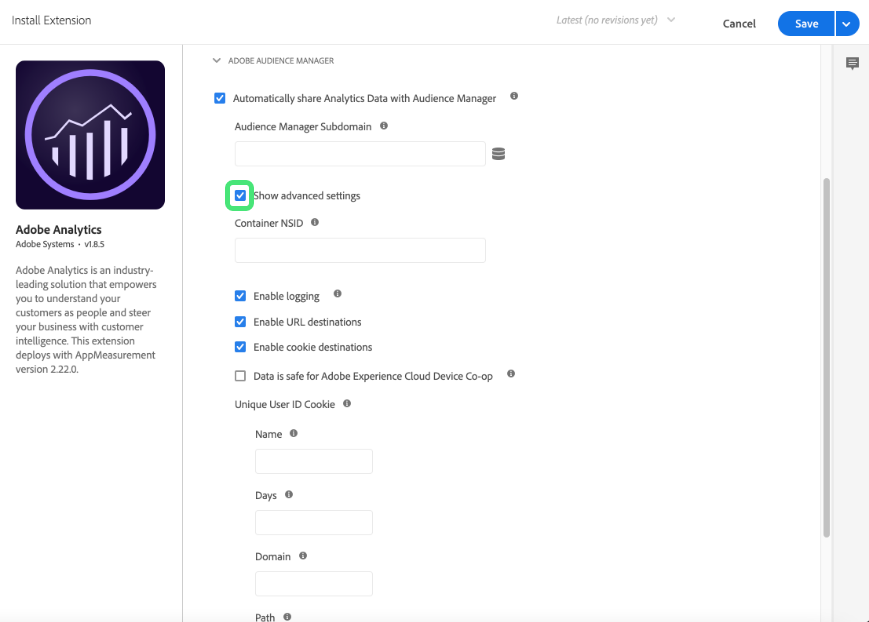 Install Extension
Latest (no revisions yet)
Cancel
Save
Adobe Analytics
Adobe Systems • v1.8.5
Adobe Analytics is an industry-
leading solution that empowers
you to understand your
customers as people and steer
your business with customer
intelligence. This extension
deploys with AppMeasurement
version 2.22.0.
ADOBE AUDIENCE MANAGER
Automatically share Analytics Data with Audience Manager
Audience Manager Subdomain
Show advanced settings
Container NSID
Enable logging
Enable URL destinations
Enable cookie destinations
Data is safe for Adobe Experience Cloud Device Co-op
Unique User ID Cookie
Name
Days
Domain
Path